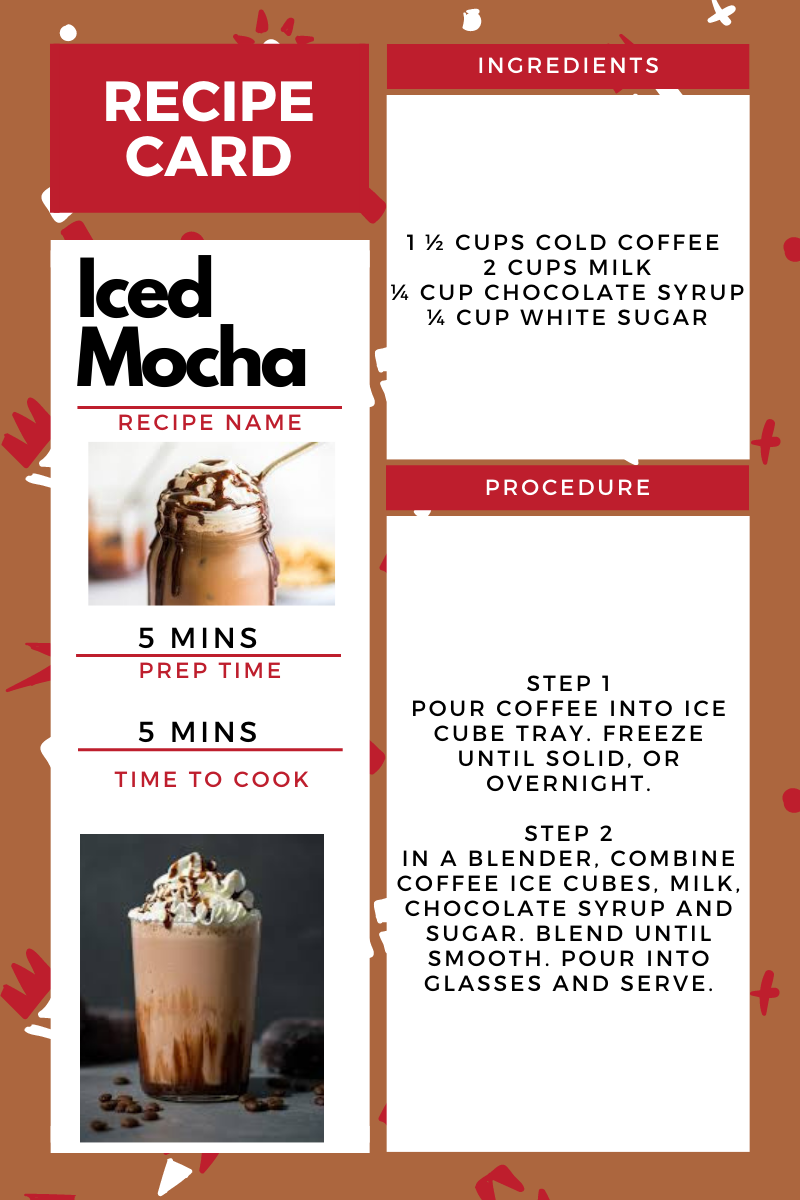 RECIPE
CARD
Iced
Mocha
RECIPE NAME
5 MINS
PREP TIME
5 MINS
TIME TO COOK
INGREDIENTS
1 ½ CUPS COLD COFFEE
2 CUPS MILK
¼ CUP CHOCOLATE SYRUP
¼ CUP WHITE SUGAR
PROCEDURE
STEP 1
POUR COFFEE INTO ICE
CUBE TRAY. FREEZE
UNTIL SOLID, OR
OVERNIGHT.
STEP 2
IN A BLENDER, COMBINE
COFFEE ICE CUBES, MILK,
CHOCOLATE SYRUP AND
SUGAR. BLEND UNTIL
SMOOTH. POUR INTO
GLASSES AND SERVE.